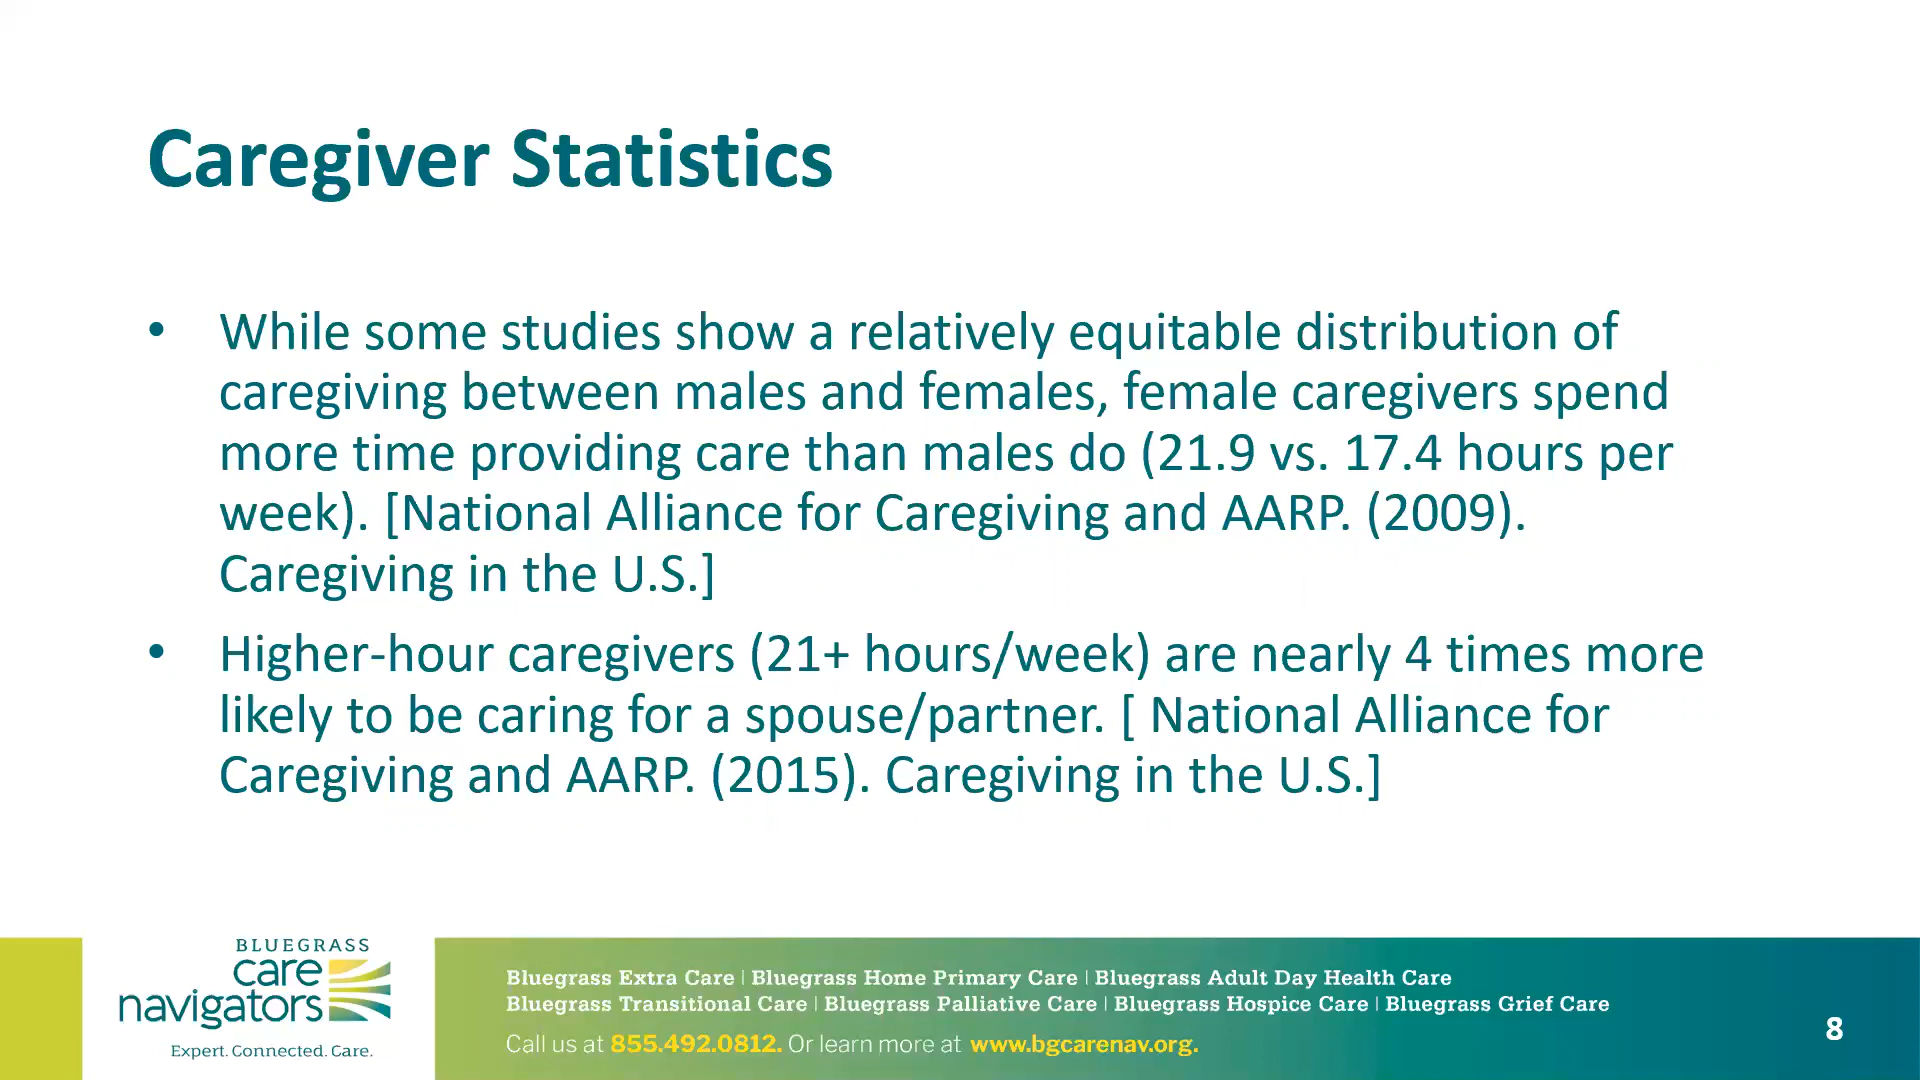 Caregiver Statistics
• While some studies show a relatively equitable distribution of
caregiving between males and females, female caregivers spend
more time providing care than males do (21.9 vs. 17.4 hours per
week). [National Alliance for Caregiving and AARP. (2009).
Caregiving in the U.S.]
• Higher-hour caregivers (21+ hours/week) are nearly 4 times more
likely to be caring for a spouse/partner. [ National Alliance for
Caregiving and AARP. (2015). Caregiving in the U.S.]
BLUEGRASS
care
navigators
Expert. Connected. Care.
Bluegrass Extra Care | Bluegrass Home Primary Care | Bluegrass Adult Day Health Care
Bluegrass Transitional Care | Bluegrass Palliative Care | Bluegrass Hospice Care | Bluegrass Grief Care
Call us at 855.492.0812. Or learn more at www.bgcarenav.org.
8